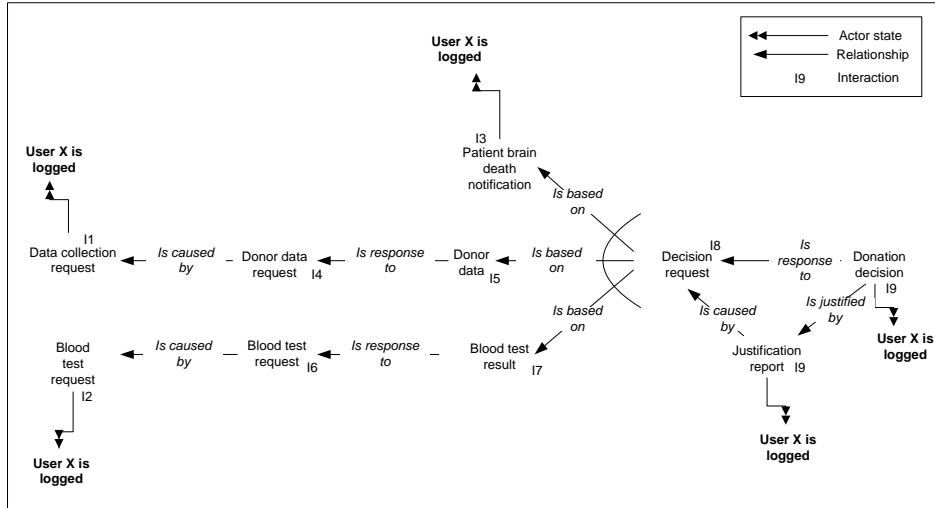 User X is
logged
Actor state
Relationship
I9 Interaction
I3
Patient brain
death
notification
User X is
logged
Is based
on
I1
Data collection
request
Is caused
by
Donor data
request
I4
Is response
to
Donor
data
I5
Is based
on
Decision
request
I8
Is
response
to
Donation
decision
I9
Is based
on
Is caused
by
Is justified
by
User X is
logged
Blood
test
request
I2
Is caused
by
Blood test
request
I6
Is response
to
Blood test
result
I7
Justification
report
I9
User X is
logged
User X is
logged